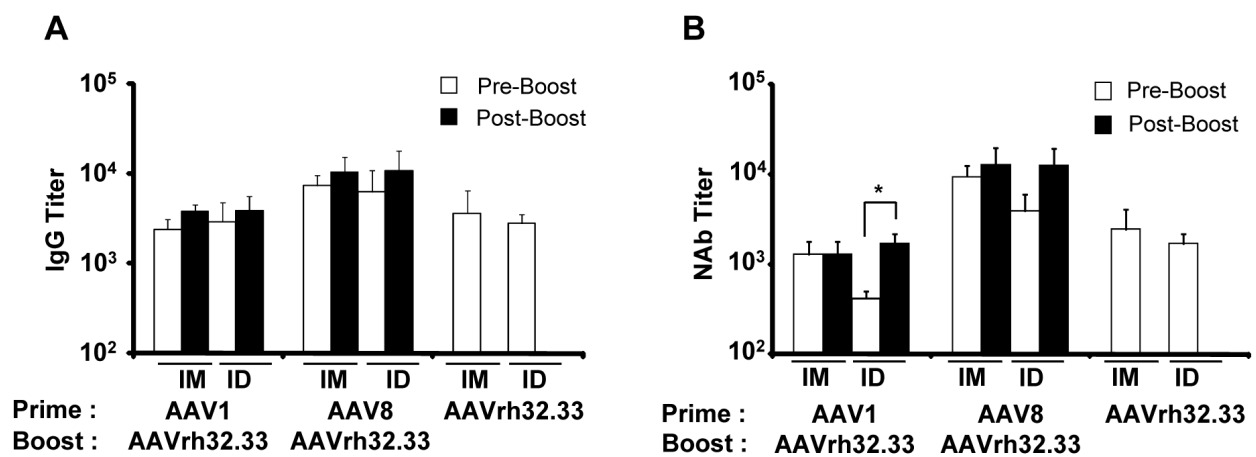 A
IgG Titer
10^5
10^4
10^3
10^2
Pre-Boost
Post-Boost
IM ID IM ID IM ID
Prime : AAV1 AAV8 AAVrh32.33
Boost : AAVrh32.33 AAVrh32.33
B
NAb Titer
10^5
10^4
10^3
10^2
Pre-Boost
Post-Boost
*
IM ID IM ID IM ID
Prime : AAV1 AAV8 AAVrh32.33
Boost : AAVrh32.33 AAVrh32.33